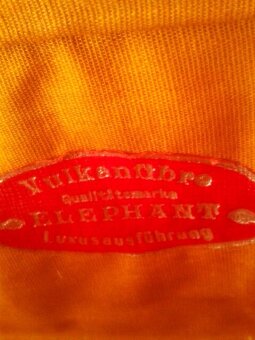 Vulkanfibre
Qualitätsmarke
ELEPHANT
Luxusausführung